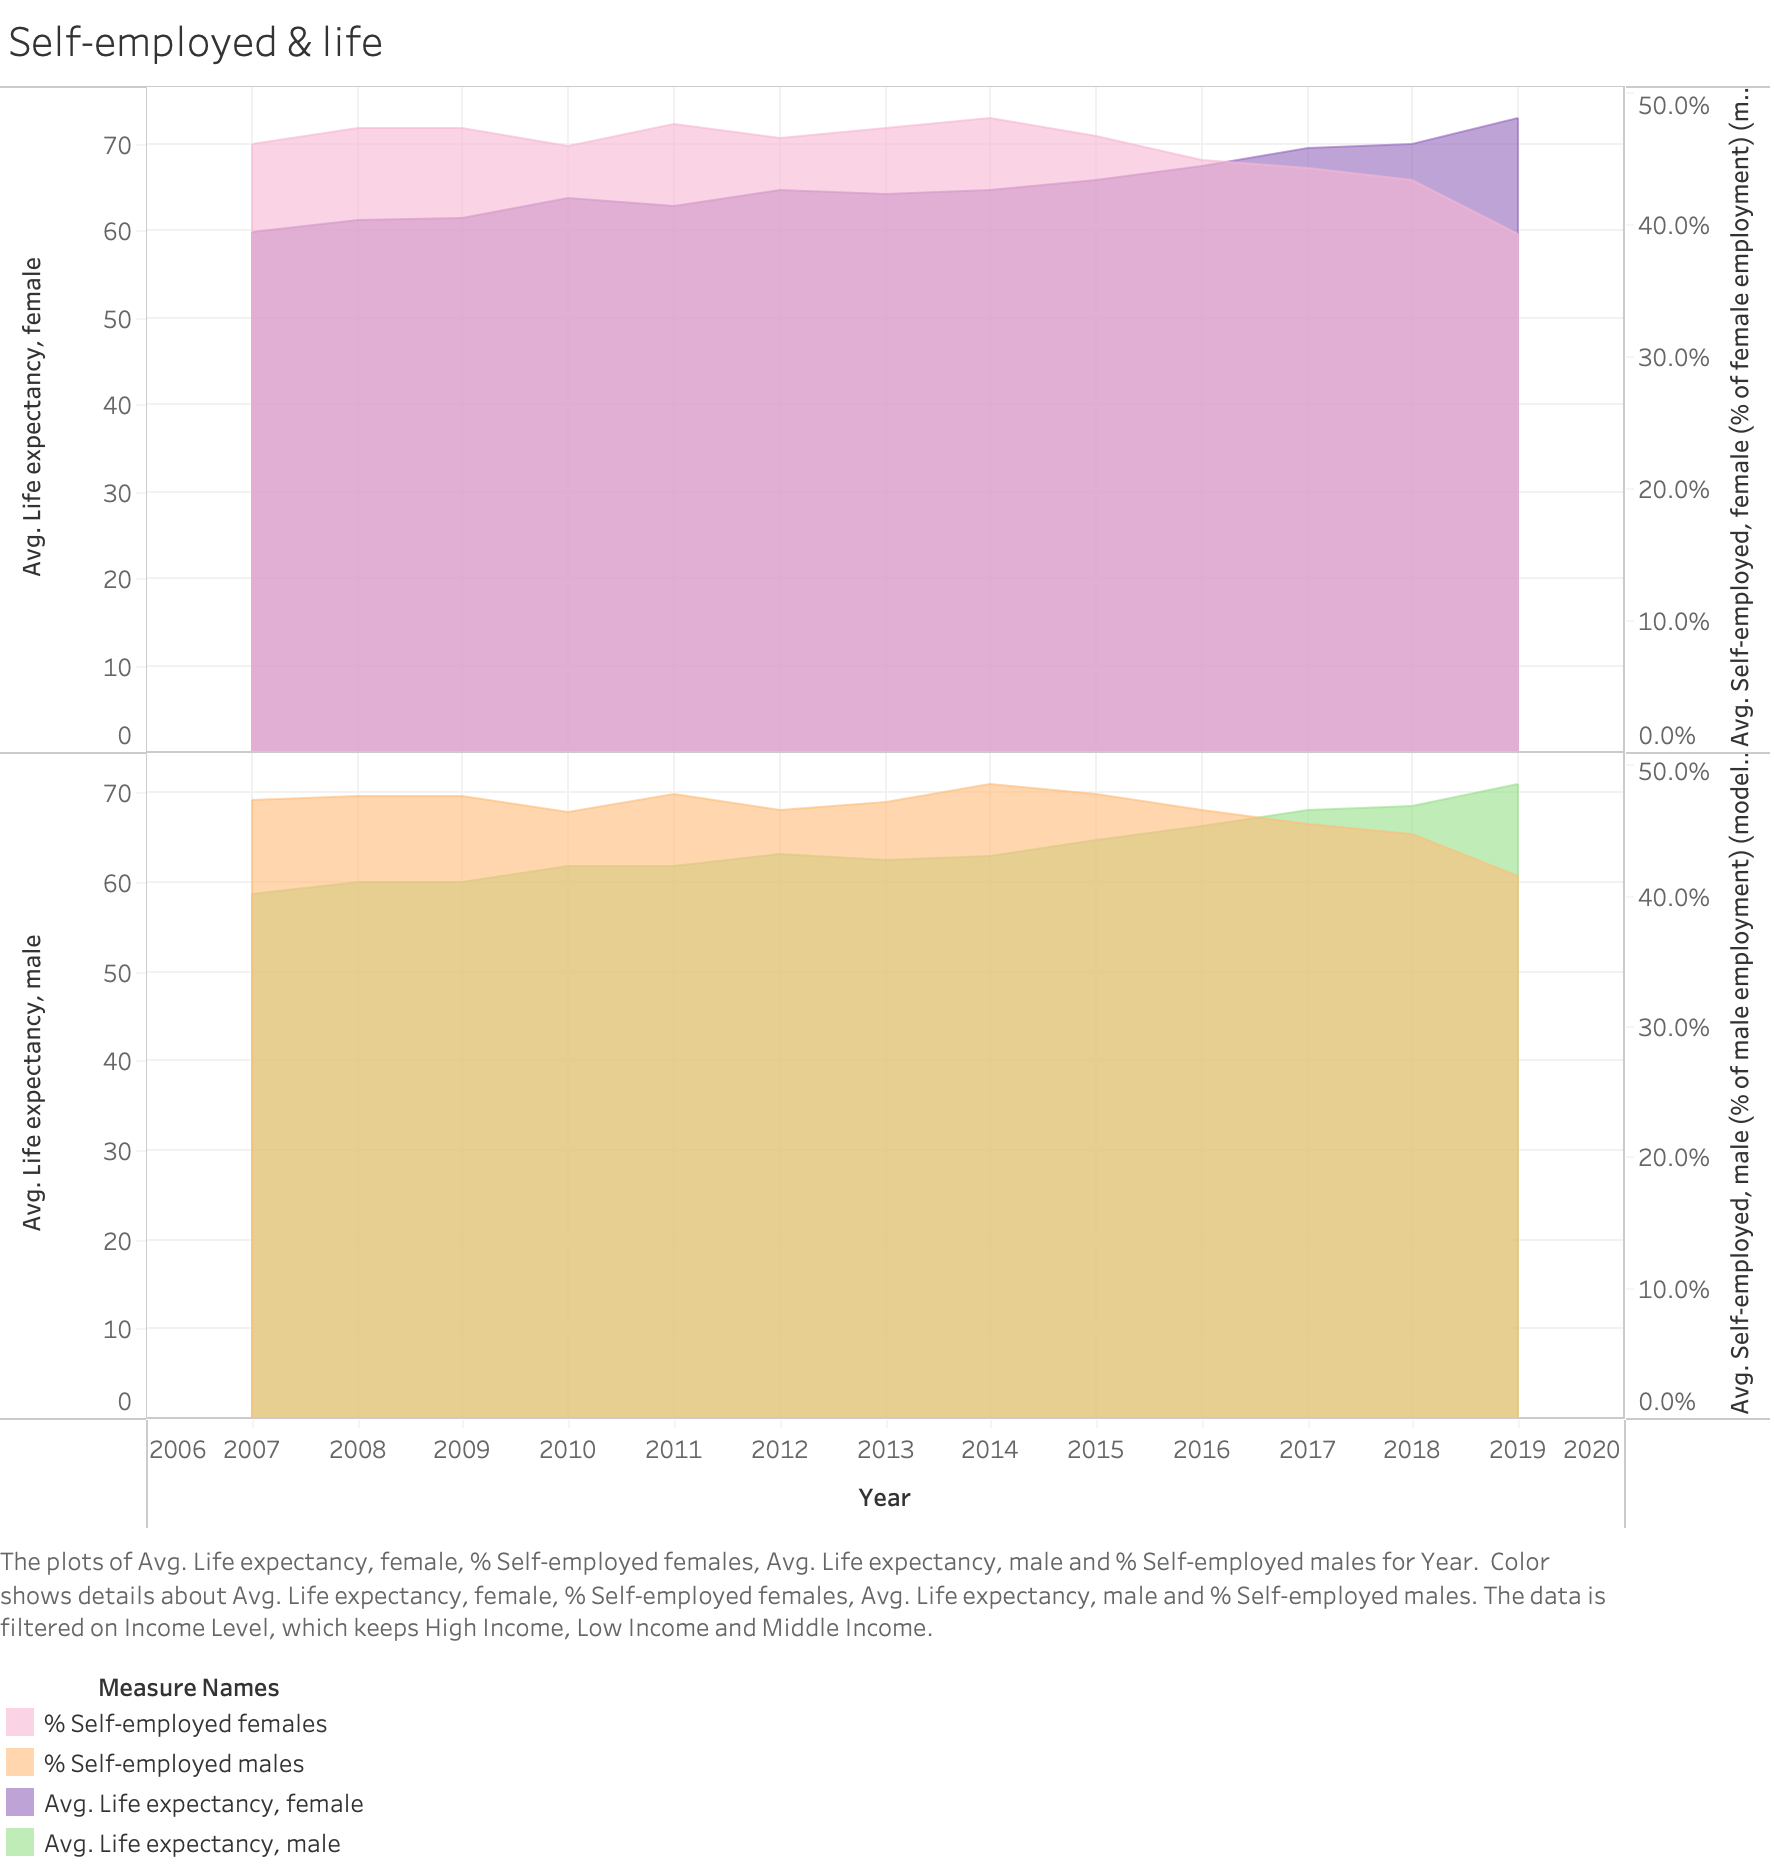 Self-employed & life
Avg. Life expectancy, female
70
60
50
40
30
20
10
0
50.0%
40.0%
30.0%
20.0%
10.0%
0.0%
Avg. Self-employed, female (% of female employment) (m..
Avg. Life expectancy, male
70
60
50
40
30
20
10
0
50.0%
40.0%
30.0%
20.0%
10.0%
0.0%
Avg. Self-employed, male (% of male employment) (model..
2006 2007 2008 2009 2010 2011 2012 2013 2014 2015 2016 2017 2018 2019 2020
Year
The plots of Avg. Life expectancy, female, % Self-employed females, Avg. Life expectancy, male and % Self-employed males for Year.  Color
shows details about Avg. Life expectancy, female, % Self-employed females, Avg. Life expectancy, male and % Self-employed males. The data is
filtered on Income Level, which keeps High Income, Low Income and Middle Income.
Measure Names
% Self-employed females
% Self-employed males
Avg. Life expectancy, female
Avg. Life expectancy, male